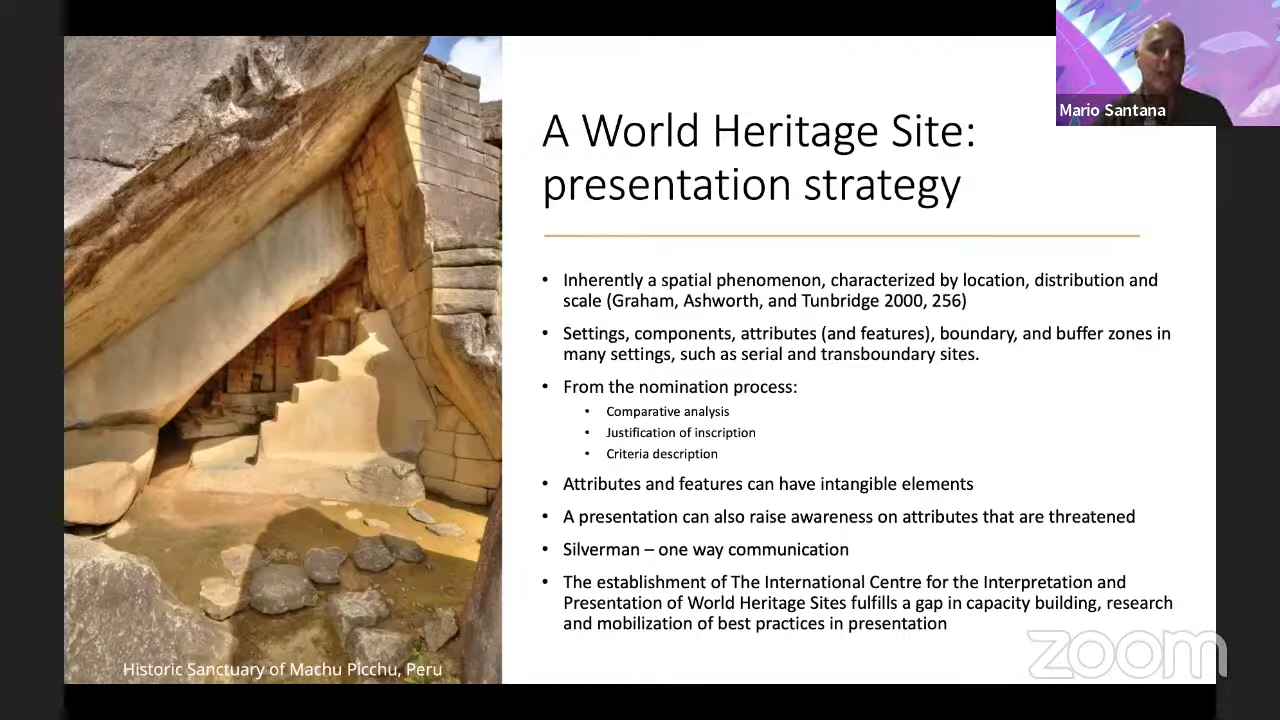 Mario Santana
A World Heritage Site:
presentation strategy
• Inherently a spatial phenomenon, characterized by location, distribution and
scale (Graham, Ashworth, and Tunbridge 2000, 256)
• Settings, components, attributes (and features), boundary, and buffer zones in
many settings, such as serial and transboundary sites.
• From the nomination process:
• Comparative analysis
• Justification of inscription
• Criteria description
• Attributes and features can have intangible elements
• A presentation can also raise awareness on attributes that are threatened
• Silverman – one way communication
• The establishment of The International Centre for the Interpretation and
Presentation of World Heritage Sites fulfills a gap in capacity building, research
and mobilization of best practices in presentation
Historic Sanctuary of Machu Picchu, Peru
zoom